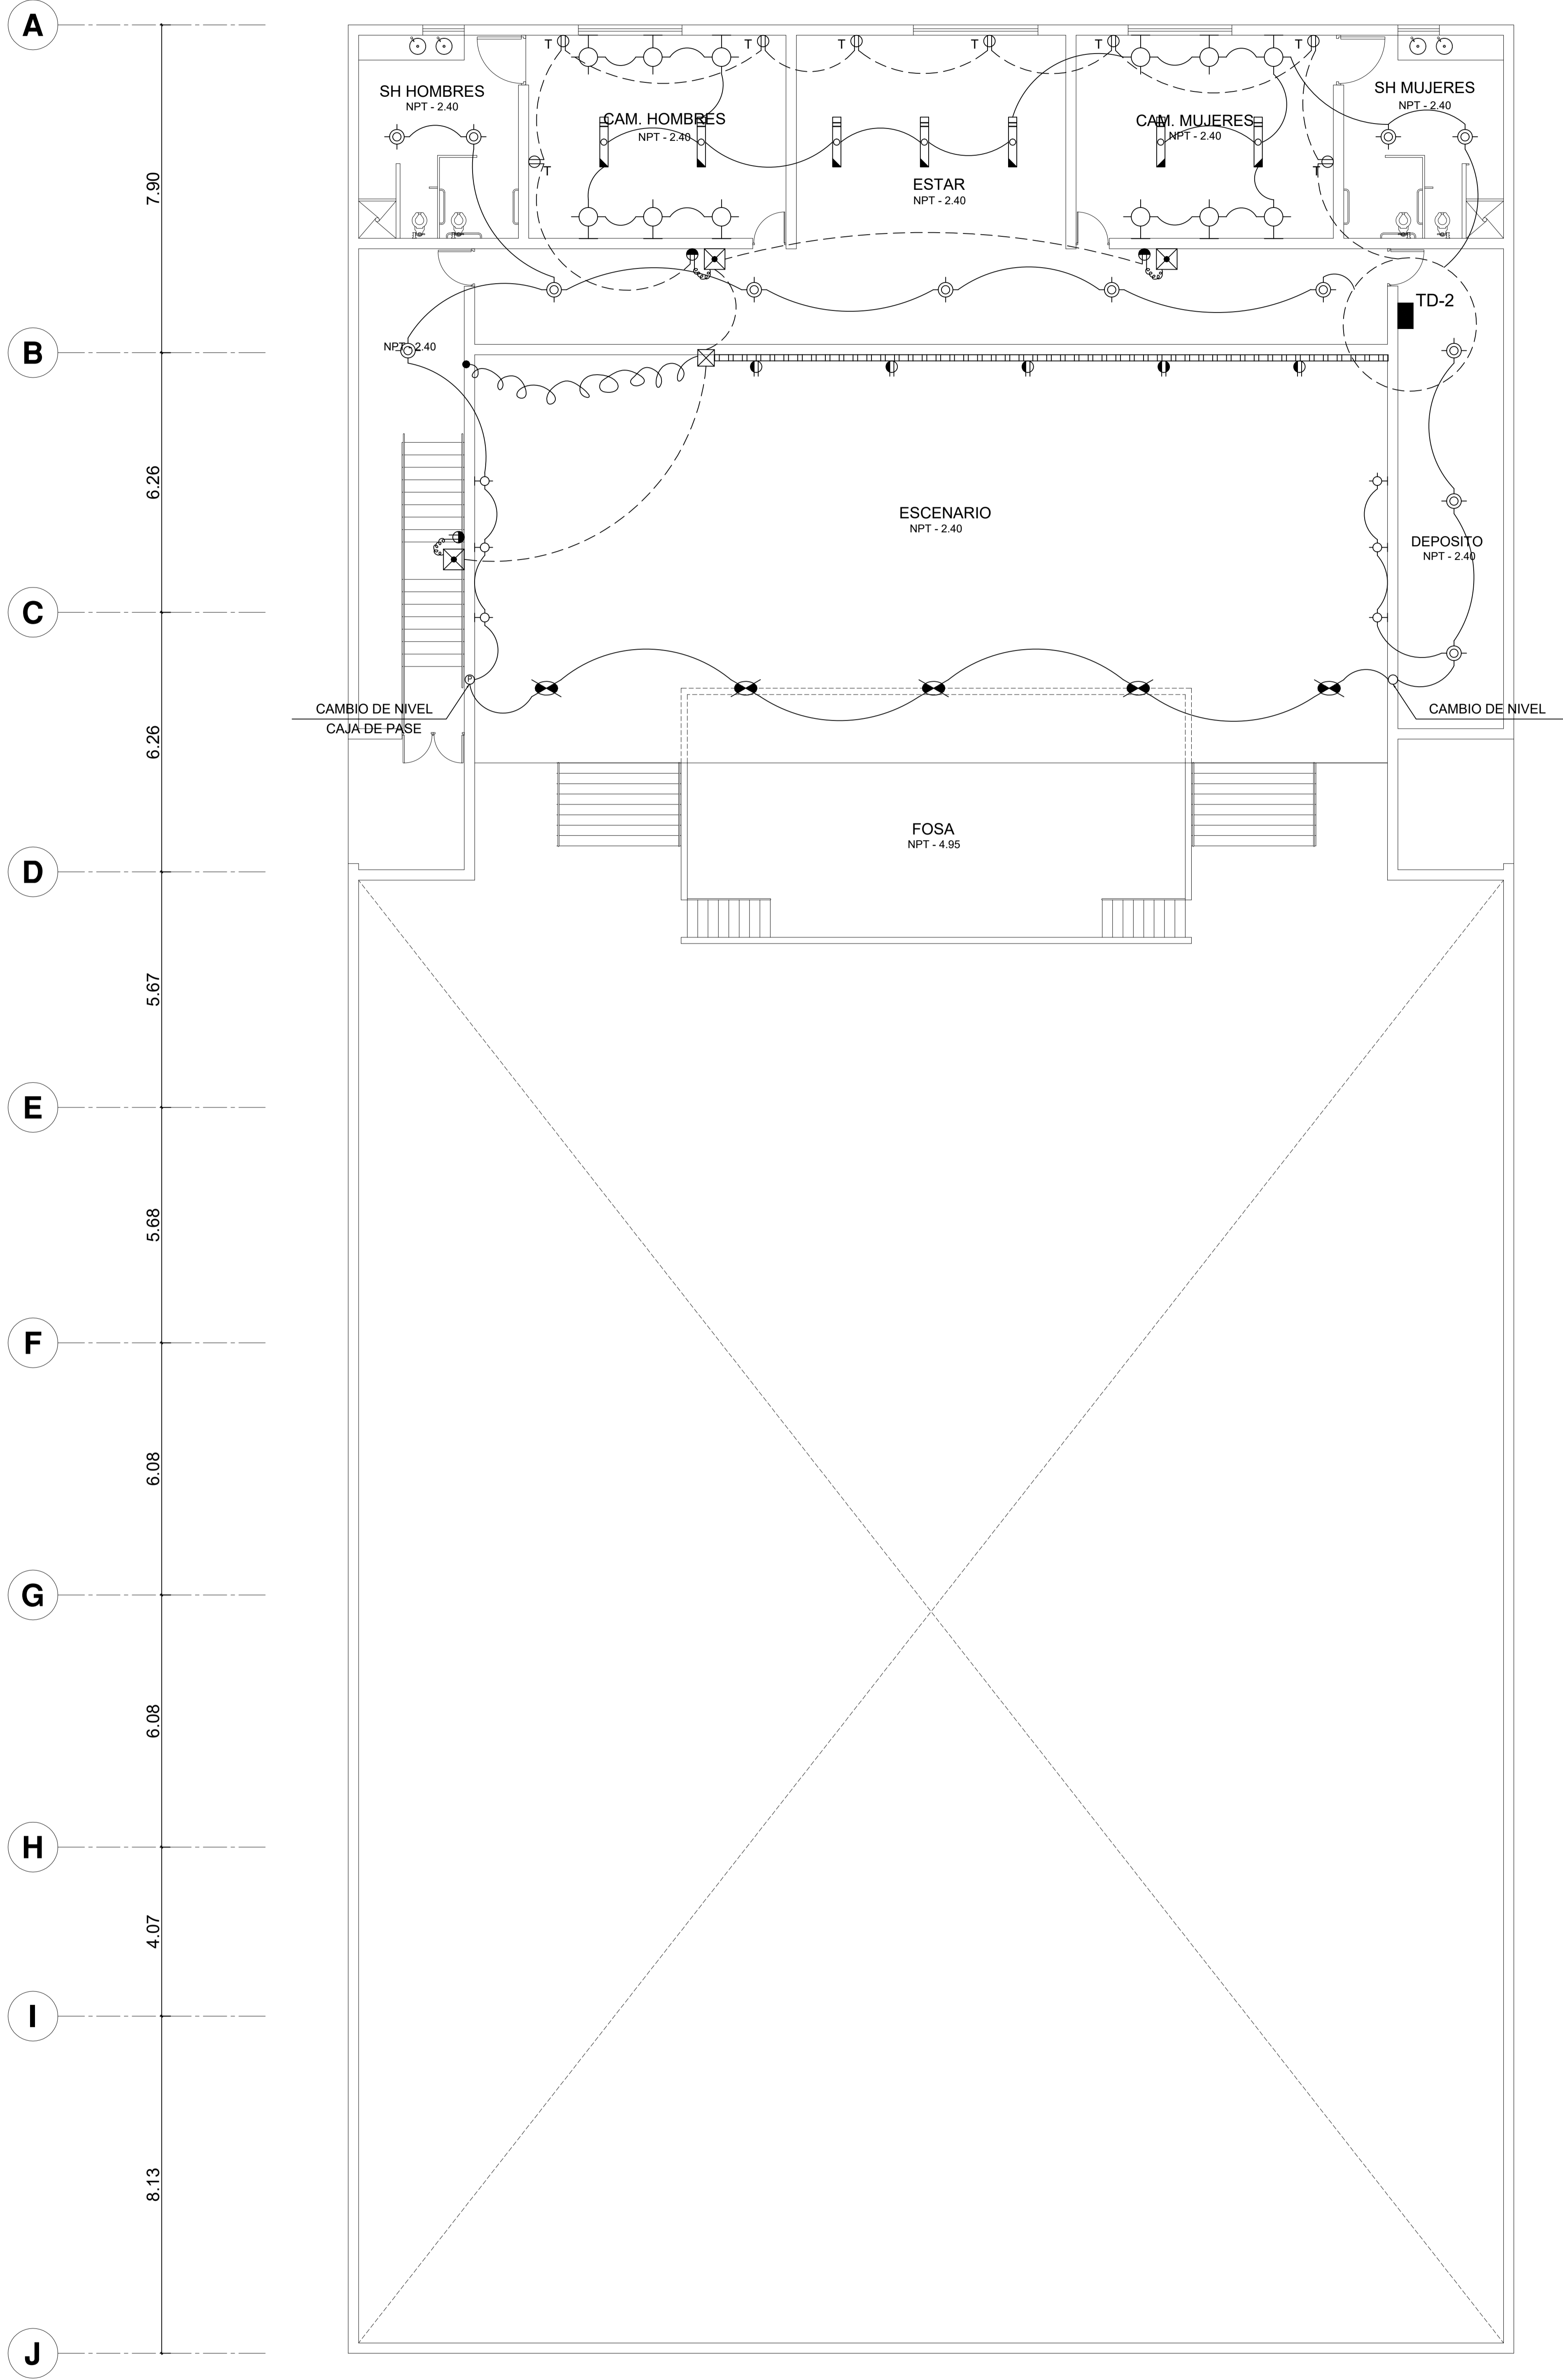 A
T
T
T
T
T
T
SH HOMBRES
NPT - 2.40
CAM. HOMBRES
NPT - 2.40
CAM. MUJERES
NPT - 2.40
SH MUJERES
NPT - 2.40
T
T
ESTAR
NPT - 2.40
7.90
TD-2
B
NPT - 2.40
6.26
ESCENARIO
NPT - 2.40
DEPOSITO
NPT - 2.40
C
P
CAMBIO DE NIVEL
CAJA DE PASE
CAMBIO DE NIVEL
6.26
FOSA
NPT - 4.95
D
5.67
E
5.68
F
6.08
G
6.08
H
4.07
I
8.13
J